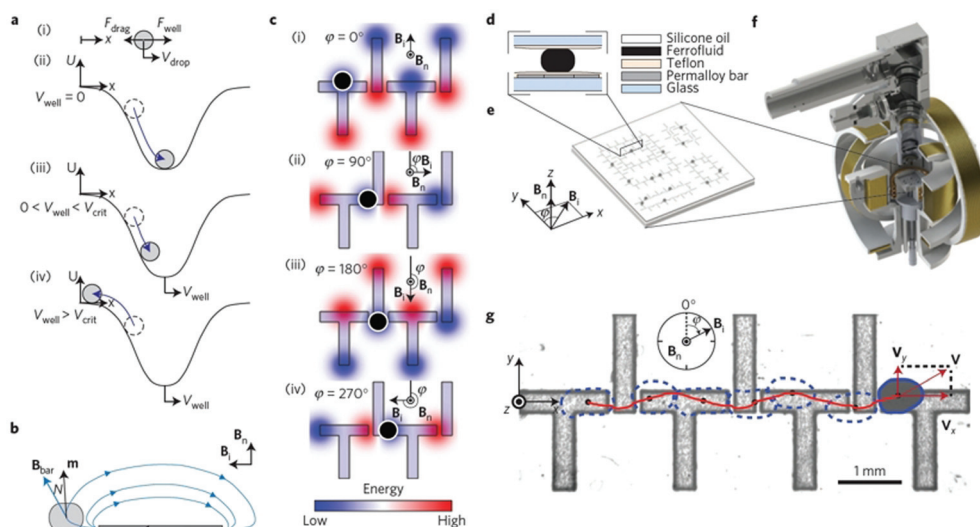 a
(i)
F_drag
F_well
x
V_drop
(ii)
U
V_well = 0
x
(iii)
U
x
0 < V_well < V_crit
V_well
(iv)
U
x
V_well > V_crit
V_well
b
B_bar
m
N
B_n
B_i
c
(i)
φ = 0°
B_i
B_n
(ii)
φ = 90°
φ
B_i
B_n
(iii)
φ = 180°
φ
B_n
B_i
(iv)
φ = 270°
φ
B_i
B_n
Energy
Low
High
d
Silicone oil
Ferrofluid
Teflon
Permalloy bar
Glass
e
z
B_n
B_i
y
φ
x
f
g
0°
φ
B_i
B_n
y
z
x
V_y
V
V_x
1 mm